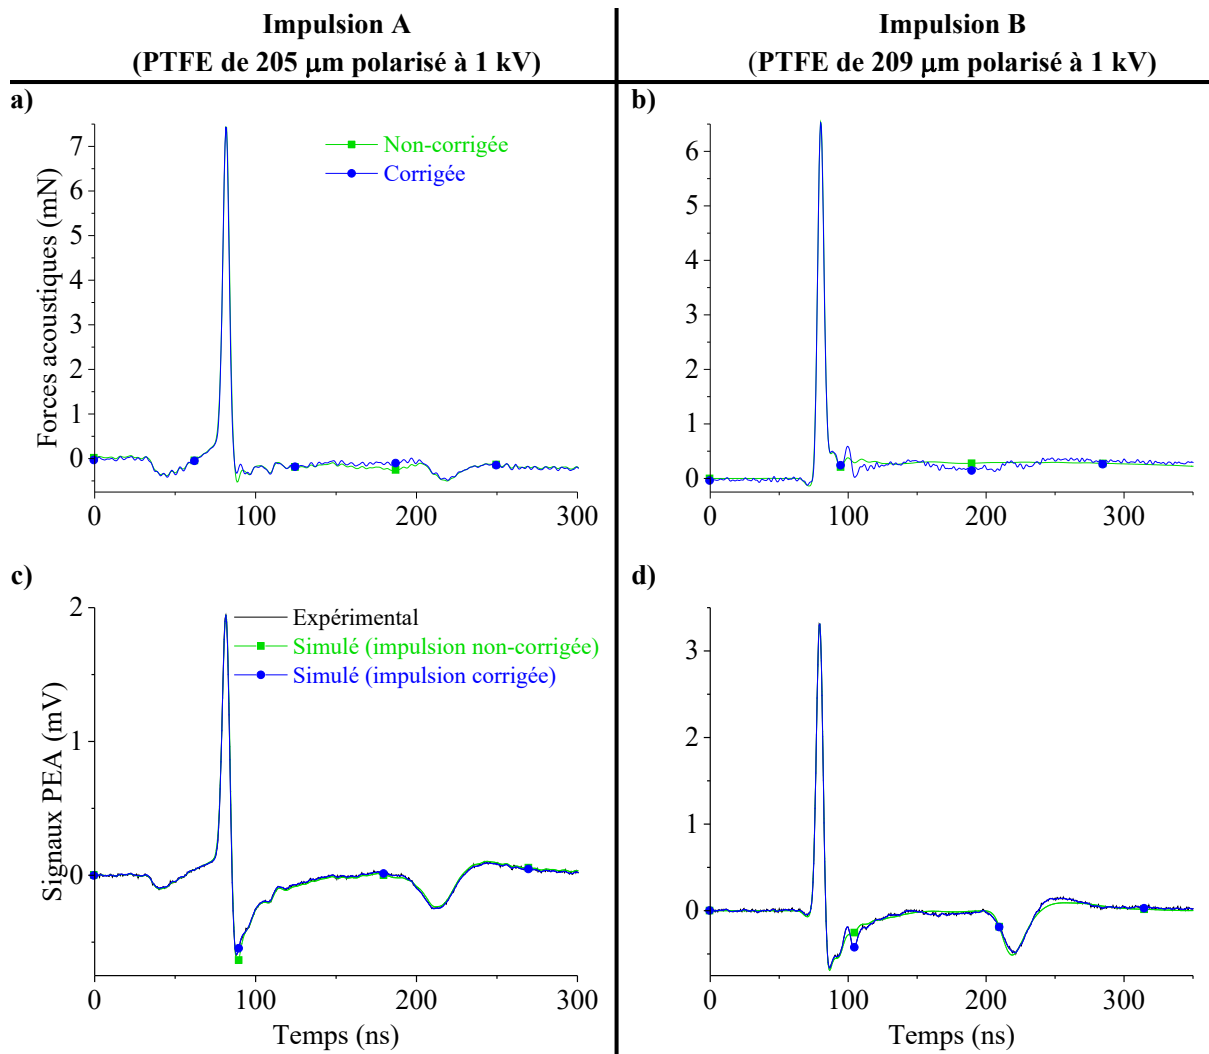 Impulsion A
(PTFE de 205 μm polarisé à 1 kV)
Impulsion B
(PTFE de 209 μm polarisé à 1 kV)
a)
7
6
5
4
3
2
1
0
Forces acoustiques (mN)
Non-corrigée
Corrigée
0
100
200
300
b)
6
5
4
3
2
1
0
0
100
200
300
c)
2
1
0
Signaux PEA (mV)
Expérimental
Simulé (impulsion non-corrigée)
Simulé (impulsion corrigée)
0
100
200
300
Temps (ns)
d)
3
2
1
0
0
100
200
300
Temps (ns)